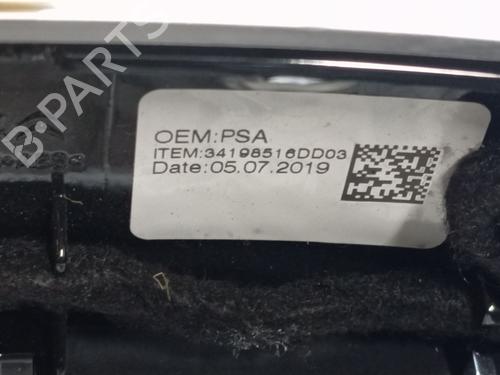 OEM:PSA
ITEM:34198516DD03
Date:05.07.2019
B-PARTS